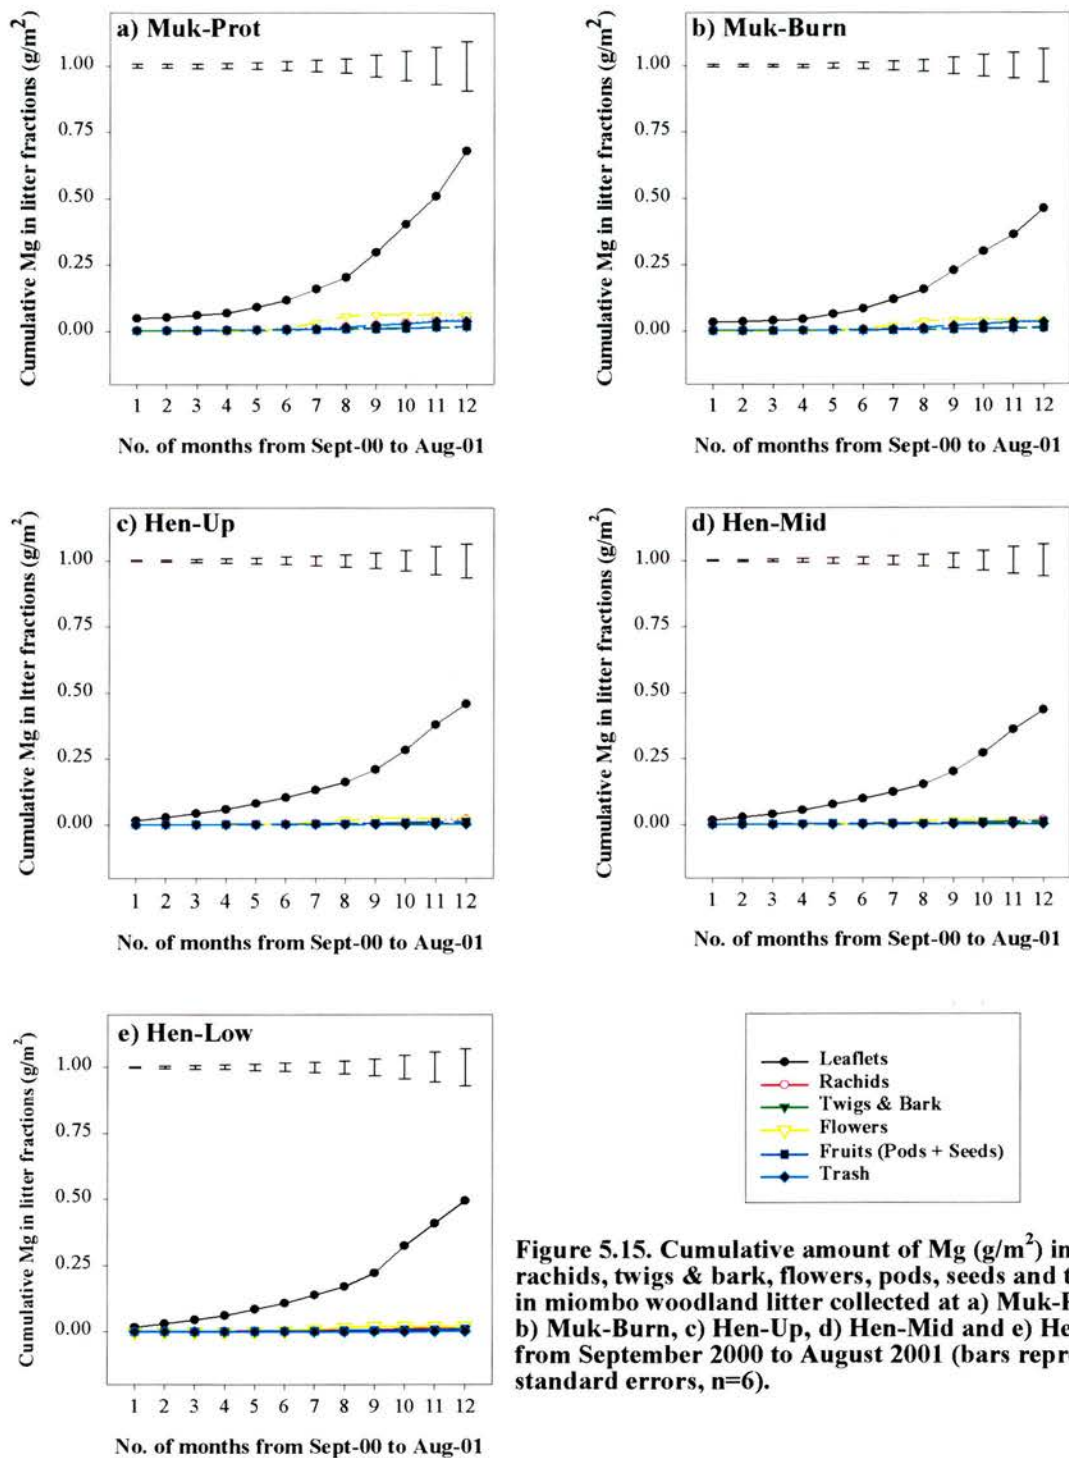 a) Muk-Prot
Cumulative Mg in litter fractions (g/m²)
1.00
0.75
0.50
0.25
0.00
1 2 3 4 5 6 7 8 9 10 11 12
No. of months from Sept-00 to Aug-01
b) Muk-Burn
Cumulative Mg in litter fractions (g/m²)
1.00
0.75
0.50
0.25
0.00
1 2 3 4 5 6 7 8 9 10 11 12
No. of months from Sept-00 to Aug-01
c) Hen-Up
Cumulative Mg in ltter fractions (g/m²)
1.00
0.75
0.50
0.25
0.00
1 2 3 4 5 6 7 8 9 10 11 12
No. of months from Sept-00 to Aug-01
d) Hen-Mid
Cumulative Mg in litter fractions (g/m²)
1.00
0.75
0.50
0.25
0.00
1 2 3 4 5 6 7 8 9 10 11 12
No. of months from Sept-00 to Aug-01
e) Hen-Low
Cumulative Mg in litter fractions (g/m²)
1.00
0.75
0.50
0.25
0.00
1 2 3 4 5 6 7 8 9 10 11 12
No. of months from Sept-00 to Aug-01
Leaflets
Rachids
Twigs & Bark
Flowers
Fruits (Pods + Seeds)
Trash
Figure 5.15. Cumulative amount of Mg (g/m²) in
rachids, twigs & bark, flowers, pods, seeds and t
in miombo woodland litter collected at a) Muk-P
b) Muk-Burn, c) Hen-Up, d) Hen-Mid and e) He
from September 2000 to August 2001 (bars repr
standard errors, n=6).